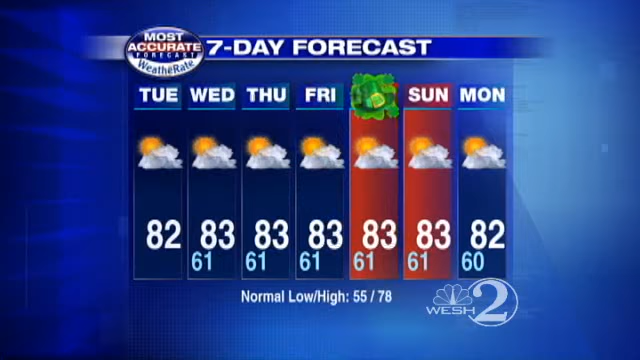 MOST
ACCURATE
FORECAST
WeatheRate
7-DAY FORECAST
TUE WED THU FRI SUN MON
82 83 83 83 83 83 82
61 61 61 61 61 60
Normal Low/High: 55 / 78
WESH 2